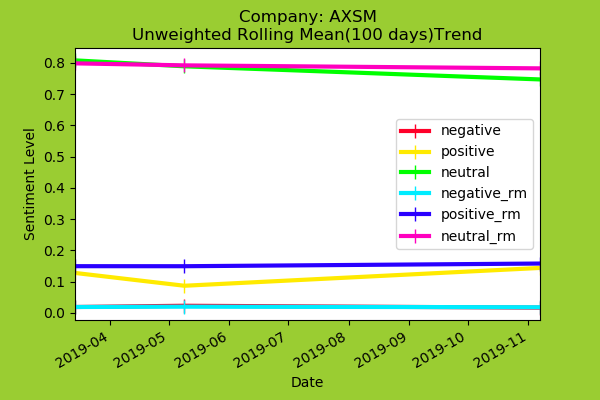 Company: AXSM
Unweighted Rolling Mean(100 days)Trend
Sentiment Level
0.8
0.7
0.6
0.5
0.4
0.3
0.2
0.1
0.0
negative
positive
neutral
negative_rm
positive_rm
neutral_rm
2019-04
2019-05
2019-06
2019-07
2019-08
2019-09
2019-10
2019-11
Date